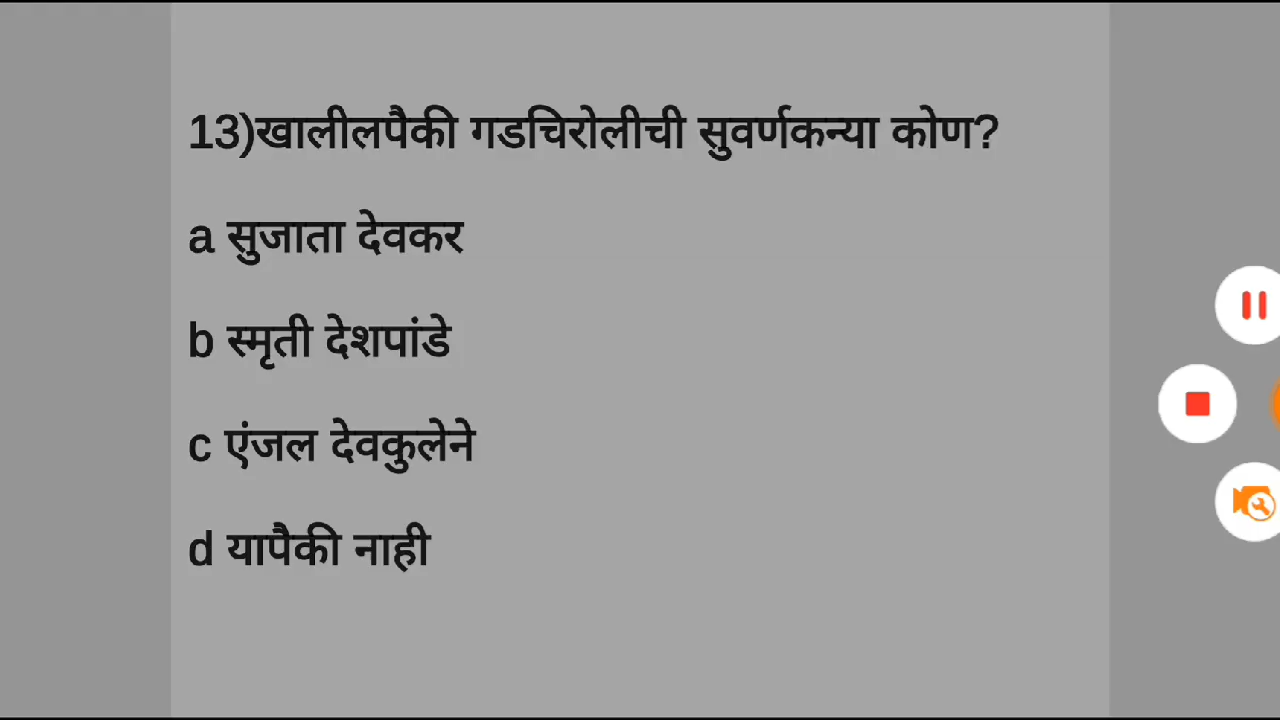 13)खालीलपैकी गडचिरोलीची सुवर्णकन्या कोण?
a सुजाता देवकर
b स्मृती देशपांडे
c एंजल देवकुलेने
d यापैकी नाही